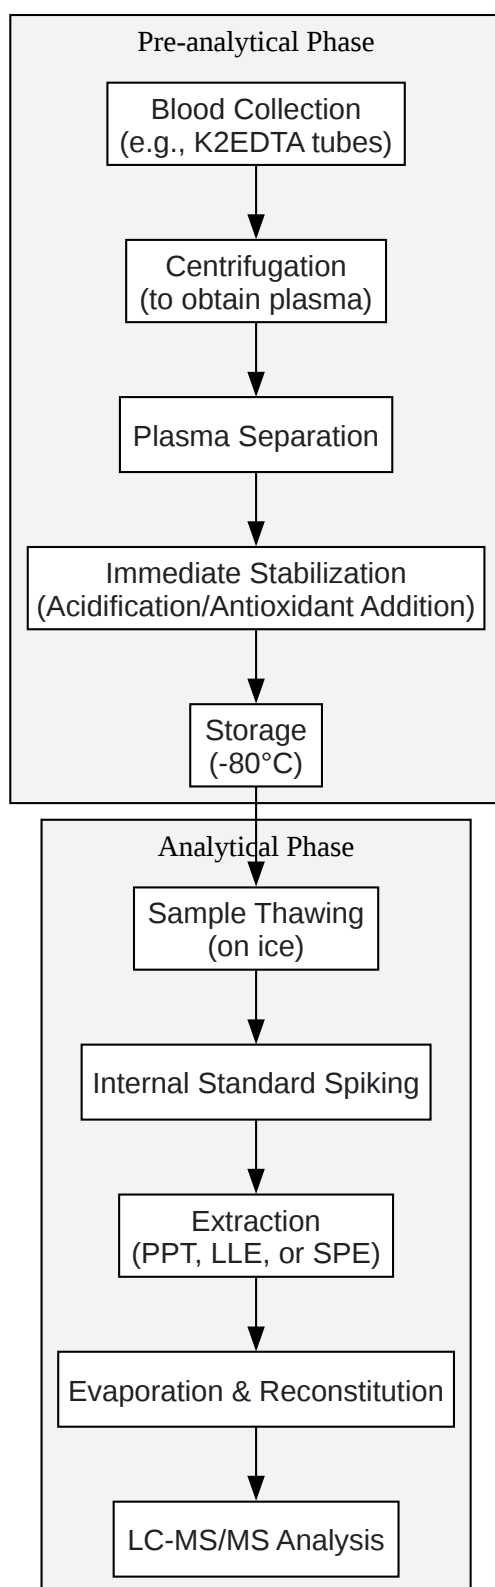 Pre-analytical Phase
Blood Collection
(e.g., K2EDTA tubes)
Centrifugation
(to obtain plasma)
Plasma Separation
Immediate Stabilization
(Acidification/Antioxidant Addition)
Storage
(-80°C)
Analytical Phase
Sample Thawing
(on ice)
Internal Standard Spiking
Extraction
(PPT, LLE, or SPE)
Evaporation & Reconstitution
LC-MS/MS Analysis